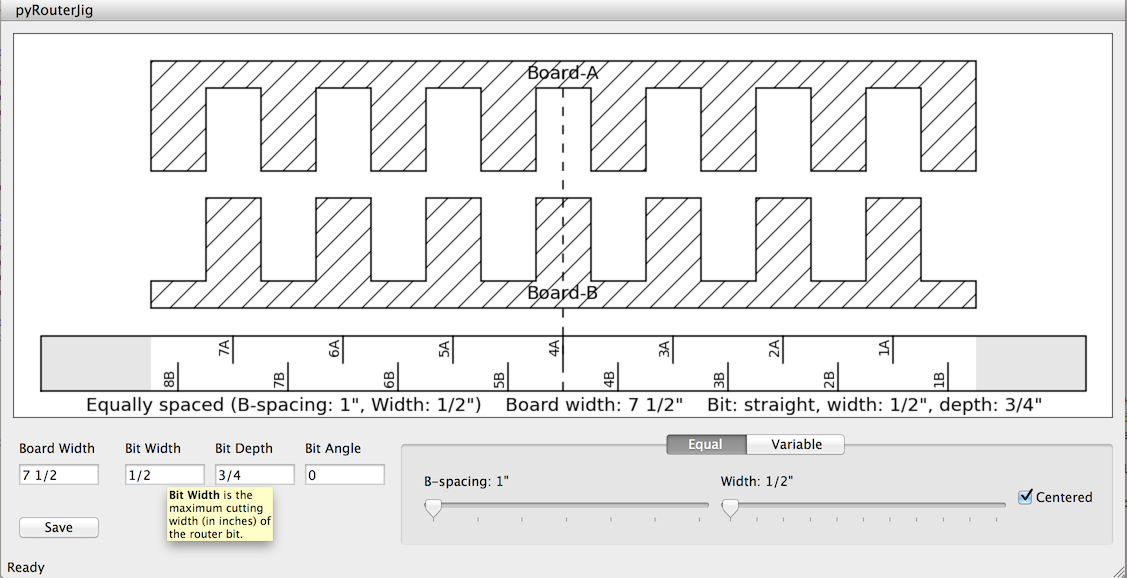 pyRouterJig
Board-A
Board-B
7A 6A 5A 4A 3A 2A 1A
8B 7B 6B 5B 4B 3B 2B 1B
Equally spaced (B-spacing: 1", Width: 1/2") Board width: 7 1/2" Bit: straight, width: 1/2", depth: 3/4"
Board Width Bit Width Bit Depth Bit Angle
7 1/2 1/2 3/4 0
Bit Width is the
maximum cutting
width (in inches) of
the router bit.
Save
Equal Variable
B-spacing: 1" Width: 1/2"
Centered
Ready